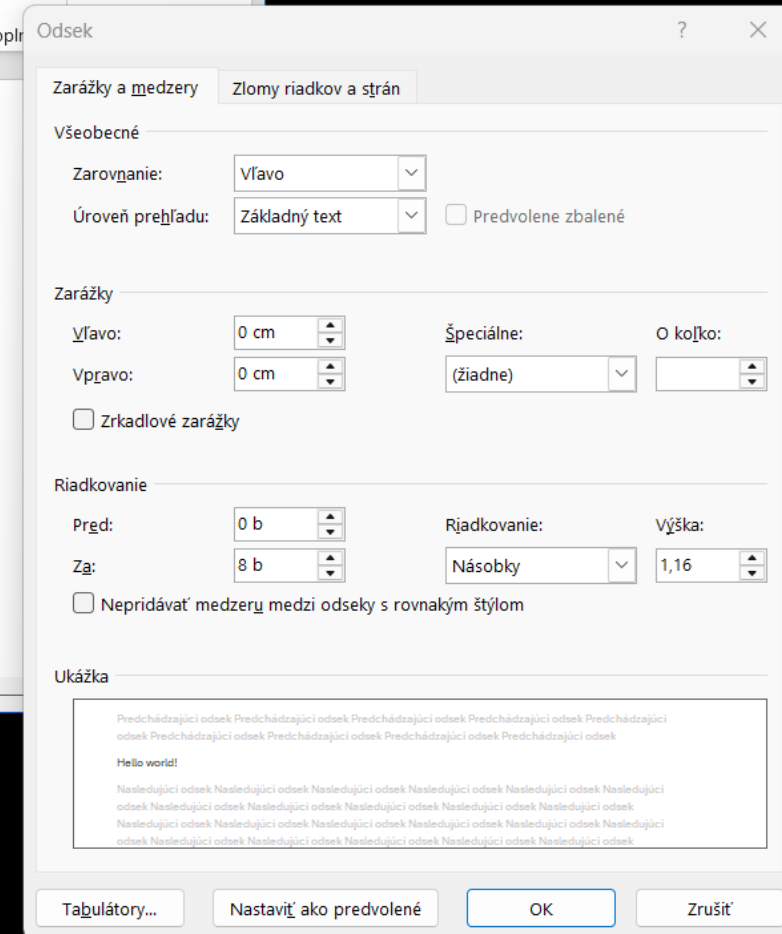 Odsek
Zarážky a medzery Zlomy riadkov a strán
Všeobecné
Zarovnanie: Vľavo
Úroveň prehľadu: Základný text Predvolene zbalené
Zarážky
Vľavo: 0 cm Špeciálne: O koľko:
Vpravo: 0 cm (žiadne)
Zrkadlové zarážky
Riadkovanie
Pred: 0 b Riadkovanie: Výška:
Za: 8 b Násobky 1,16
Nepridávať medzeru medzi odseky s rovnakým štýlom
Ukážka
Predchádzajúci odsek Predchádzajúci odsek Predchádzajúci odsek Predchádzajúci odsek Predchádzajúci
odsek Predchádzajúci odsek Predchádzajúci odsek Predchádzajúci odsek Predchádzajúci odsek
Hello world!
Nasledujúci odsek Nasledujúci odsek Nasledujúci odsek Nasledujúci odsek Nasledujúci odsek Nasledujúci
odsek Nasledujúci odsek Nasledujúci odsek Nasledujúci odsek Nasledujúci odsek Nasledujúci odsek
Nasledujúci odsek Nasledujúci odsek Nasledujúci odsek Nasledujúci odsek Nasledujúci odsek Nasledujúci
odsek Nasledujúci odsek Nasledujúci odsek Nasledujúci odsek Nasledujúci odsek Nasledujúci odsek
Tabulátory... Nastaviť ako predvolené OK Zrušiť